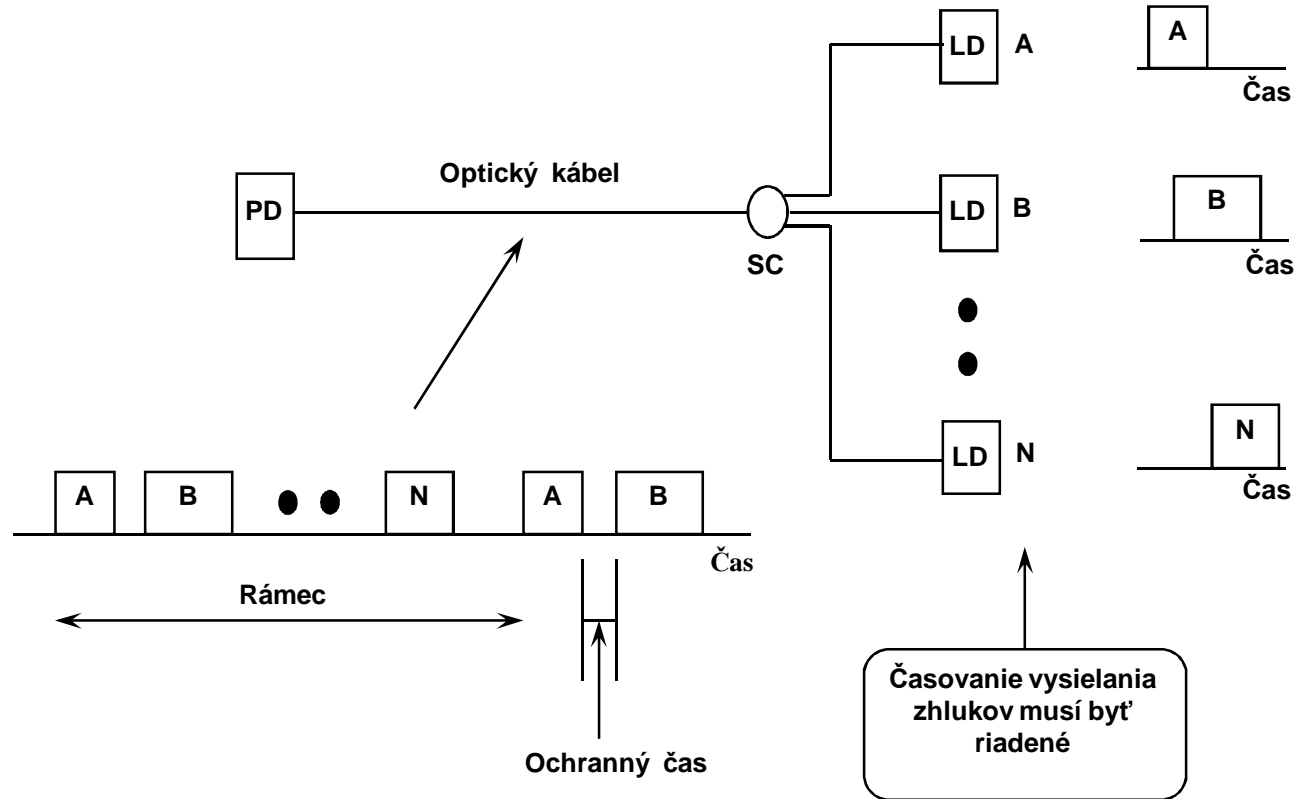 LD A
A
Čas
Optický kábel
PD
LD B
B
SC
Čas
LD N
N
Čas
A B N A B
Čas
Rámec
Ochranný čas
Časovanie vysielania
zhlukov musí byť
riadené